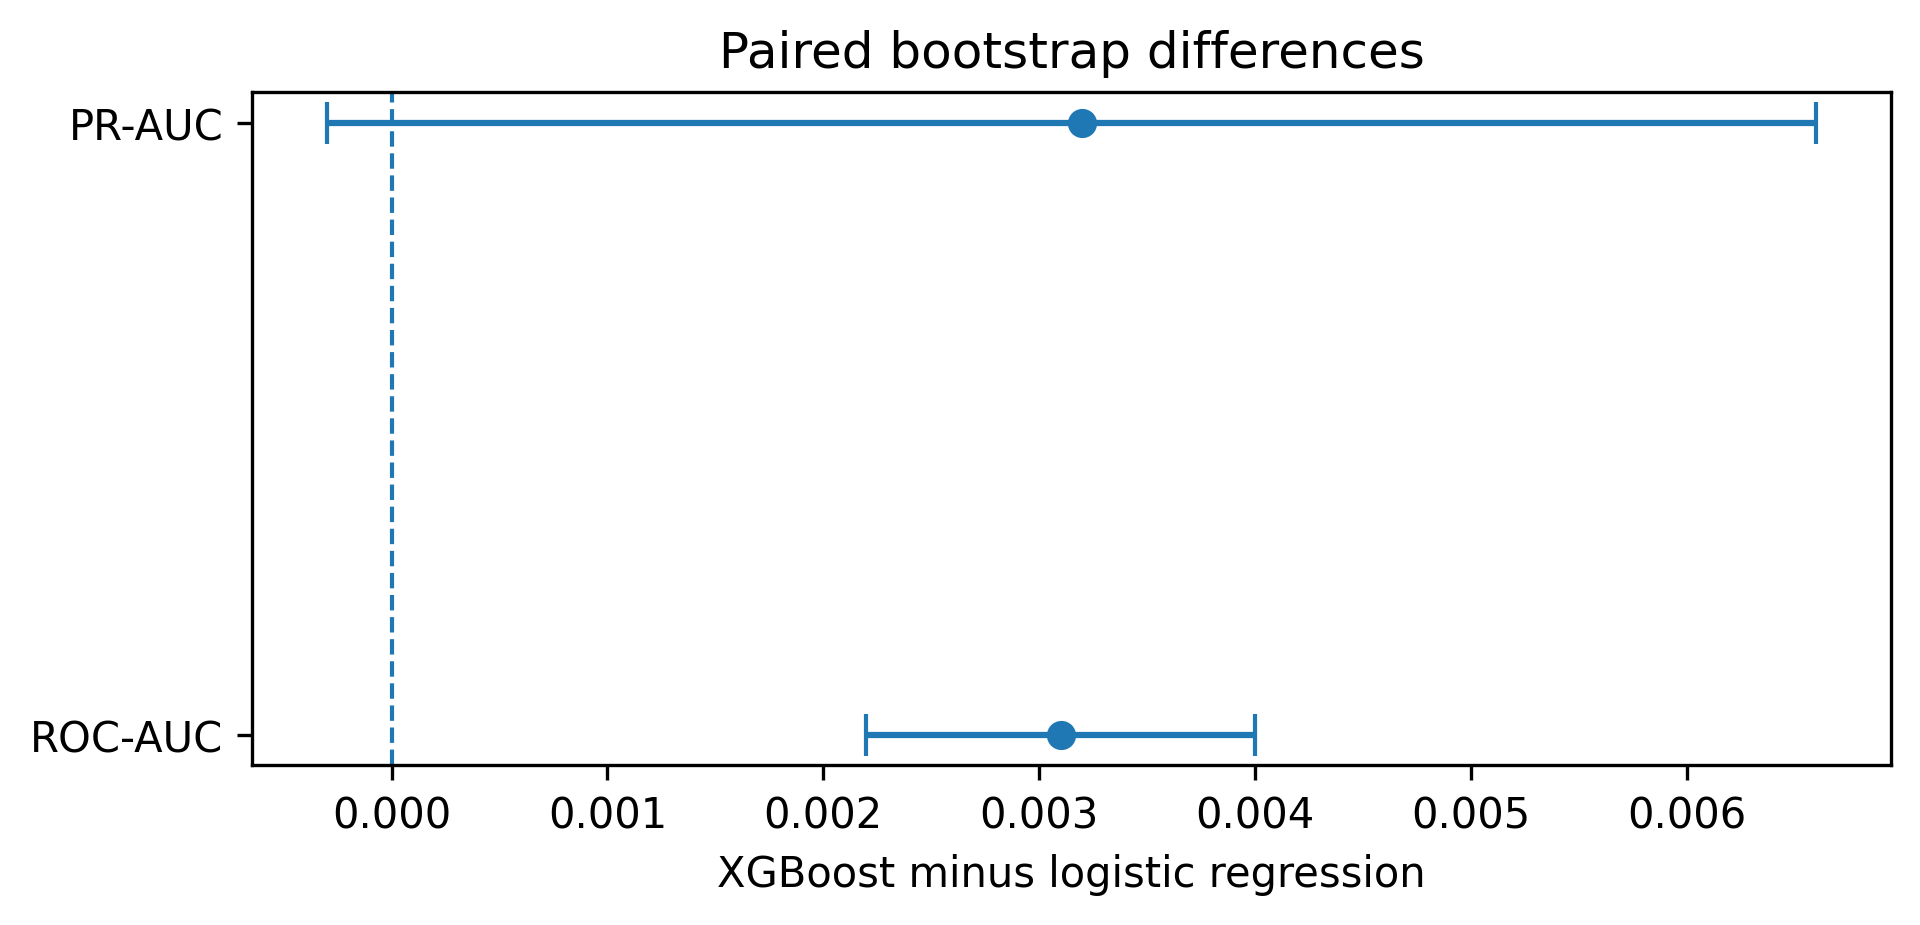 Paired bootstrap differences
PR-AUC
ROC-AUC
0.000 0.001 0.002 0.003 0.004 0.005 0.006
XGBoost minus logistic regression